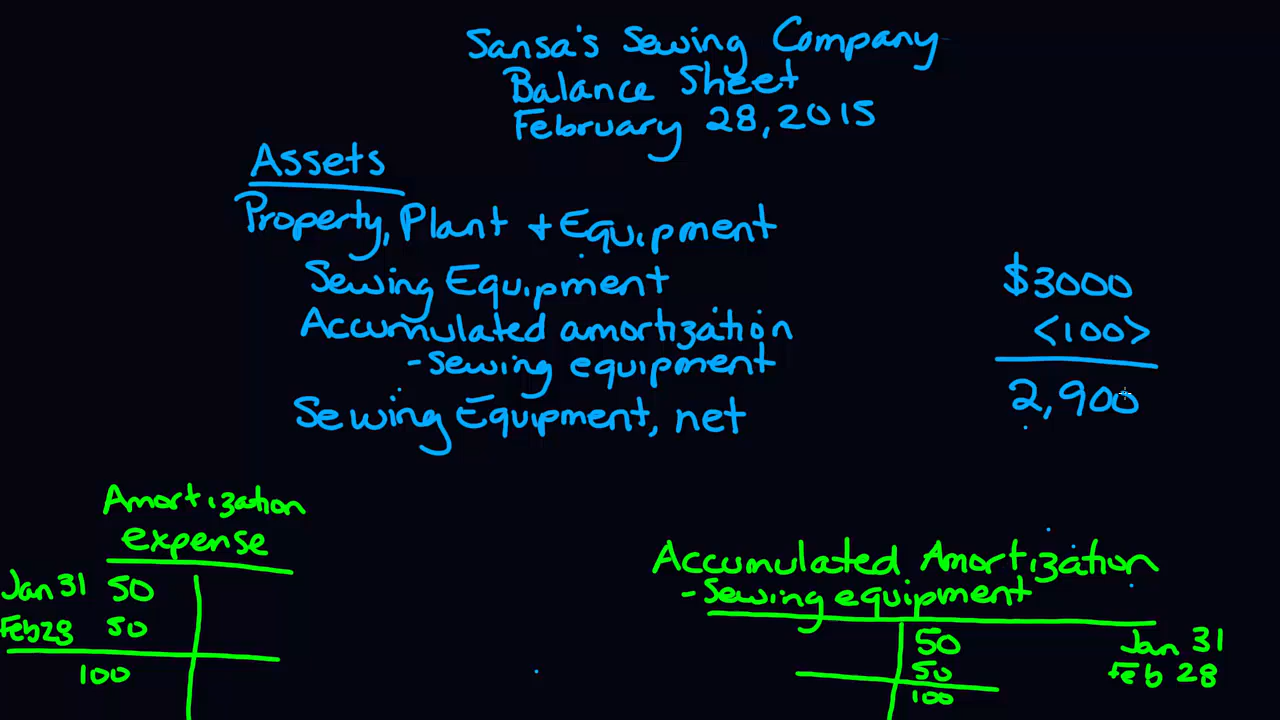 Sansa's Sewing Company
Balance Sheet
February 28, 2015
Assets
Property, Plant + Equipment
Sewing Equipment $3000
Accumulated amortization <100>
-Sewing equipment
Sewing Equipment, net 2,900
Amortization
expense
Jan 31 50
Feb 28 50
100
Accumulated Amortization
-Sewing equipment
50 Jan 31
50 Feb 28
100